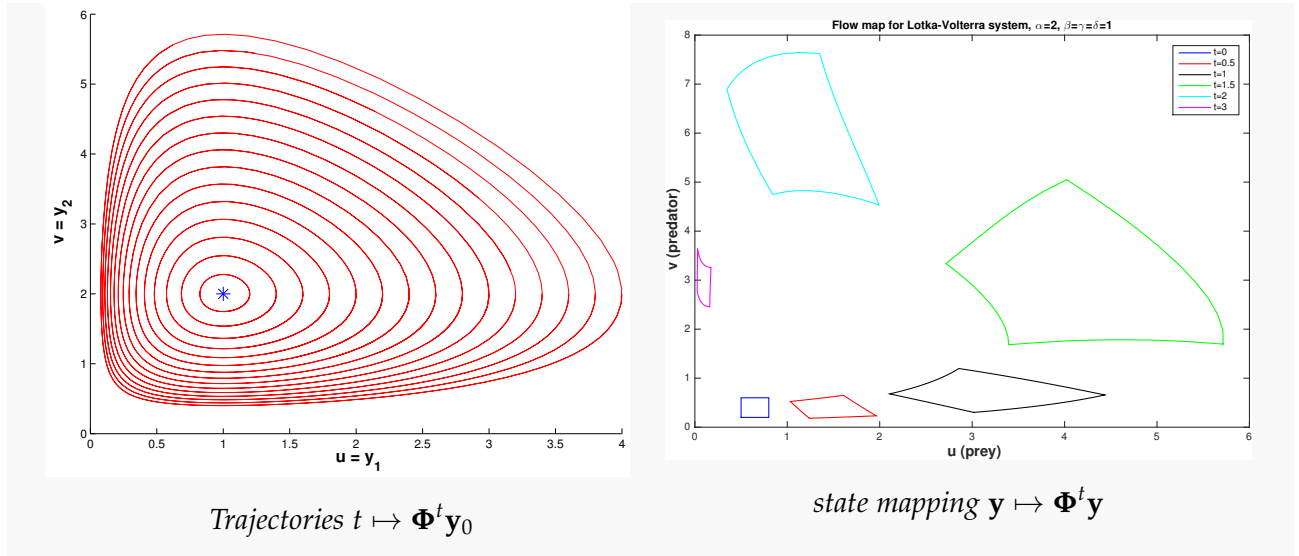 6
5
4
3
2
1
0
v = y₂
0 0.5 1 1.5 2 2.5 3 3.5 4
u = y₁
Trajectories t ↦ Φᵗy₀
Flow map for Lotka-Volterra system, α=2, β=γ=δ=1
8
7
6
5
4
3
2
1
0
v (predator)
t=0
t=0.5
t=1
t=1.5
t=2
t=3
0 1 2 3 4 5 6
u (prey)
state mapping y ↦ Φᵗy